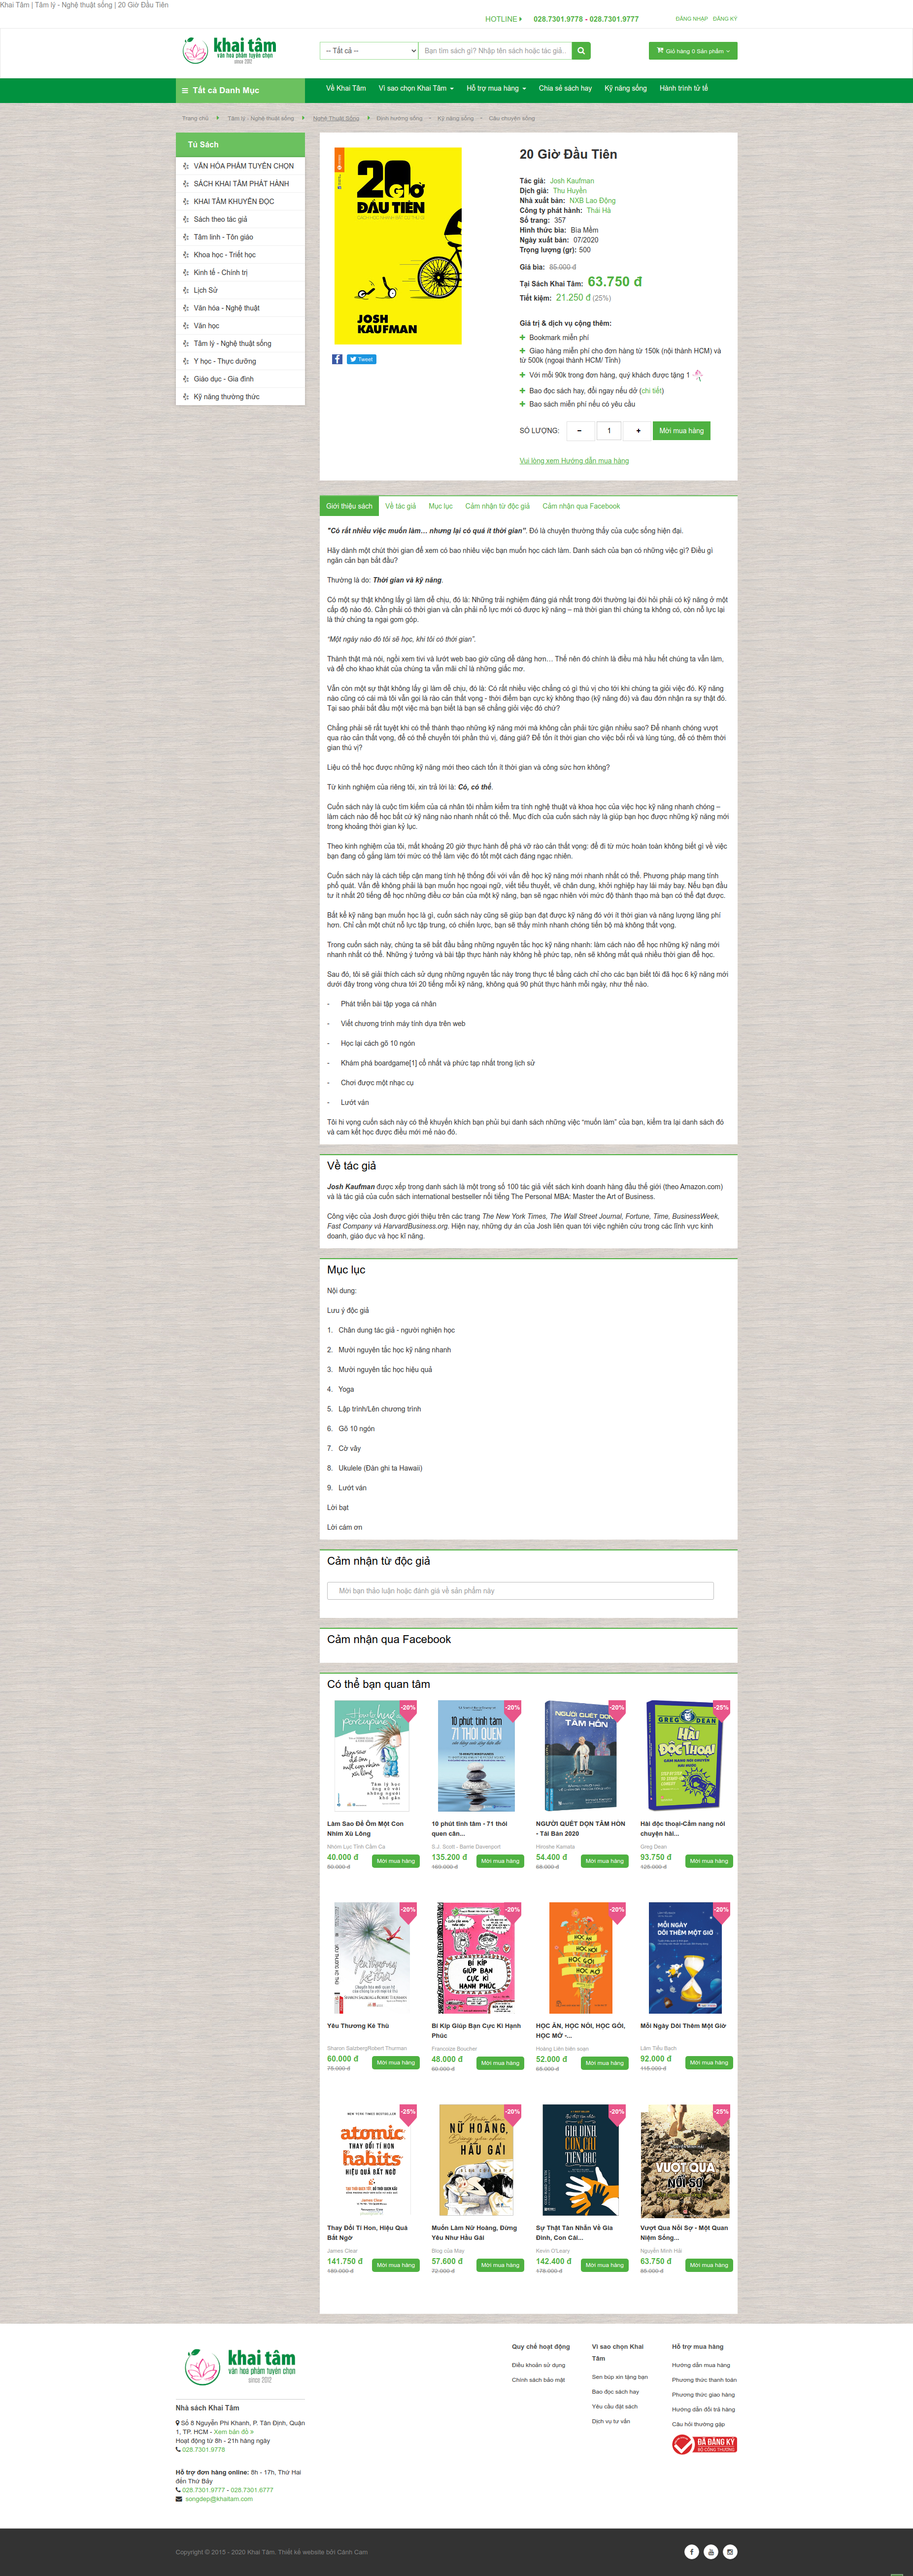 Khai Tâm | Tâm lý - Nghệ thuật sống | 20 Giờ Đầu Tiên
HOTLINE 028.7301.9778 - 028.7301.9777
ĐĂNG NHẬP ĐĂNG KÝ
khai tâm
văn hóa phẩm tuyển chọn
since 2012
-- Tất cả --
Bạn tìm sách gì? Nhập tên sách hoặc tác giả...
Giỏ hàng 0 Sản phẩm
Tất cả Danh Mục
Về Khai Tâm
Vì sao chọn Khai Tâm
Hỗ trợ mua hàng
Chia sẻ sách hay
Kỹ năng sống
Hành trình tử tế
Trang chủ
Tâm lý - Nghệ thuật sống
Nghệ Thuật Sống
Định hướng sống - Kỹ năng sống - Câu chuyện sống
Tủ Sách
VĂN HÓA PHẨM TUYỂN CHỌN
SÁCH KHAI TÂM PHÁT HÀNH
KHAI TÂM KHUYÊN ĐỌC
Sách theo tác giả
Tâm linh - Tôn giáo
Khoa học - Triết học
Kinh tế - Chính trị
Lịch Sử
Văn hóa - Nghệ thuật
Văn học
Tâm lý - Nghệ thuật sống
Y học - Thực dưỡng
Giáo dục - Gia đình
Kỹ năng thường thức
20 GIỜ
ĐẦU TIÊN
JOSH
KAUFMAN
Tweet
20 Giờ Đầu Tiên
Tác giả: Josh Kaufman
Dịch giả: Thu Huyền
Nhà xuất bản: NXB Lao Động
Công ty phát hành: Thái Hà
Số trang: 357
Hình thức bìa: Bìa Mềm
Ngày xuất bản: 07/2020
Trọng lượng (gr): 500
Giá bìa: 85.000 đ
Tại Sách Khai Tâm: 63.750 đ
Tiết kiệm: 21.250 đ (25%)
Giá trị & dịch vụ cộng thêm:
Bookmark miễn phí
Giao hàng miễn phí cho đơn hàng từ 150k (nội thành HCM) và
từ 500k (ngoại thành HCM/ Tỉnh)
Với mỗi 90k trong đơn hàng, quý khách được tặng 1
Bao đọc sách hay, đổi ngay nếu dở (chi tiết)
Bao sách miễn phí nếu có yêu cầu
SỐ LƯỢNG: - 1 + Mời mua hàng
Vui lòng xem Hướng dẫn mua hàng
Giới thiệu sách
Về tác giả
Mục lục
Cảm nhận từ độc giả
Cảm nhận qua Facebook
"Có rất nhiều việc muốn làm… nhưng lại có quá ít thời gian". Đó là chuyện thường thấy của cuộc sống hiện đại.
Hãy dành một chút thời gian để xem có bao nhiêu việc bạn muốn học cách làm. Danh sách của bạn có những việc gì? Điều gì
ngăn cản bạn bắt đầu?
Thường là do: Thời gian và kỹ năng.
Có một sự thật không lấy gì làm dễ chịu, đó là: Những trải nghiệm đáng giá nhất trong đời thường lại đòi hỏi phải có kỹ năng ở một
cấp độ nào đó. Cần phải có thời gian và cần phải nỗ lực mới có được kỹ năng – mà thời gian thì chúng ta không có, còn nỗ lực lại
là thứ chúng ta ngại gom góp.
"Một ngày nào đó tôi sẽ học, khi tôi có thời gian".
Thành thật mà nói, ngồi xem tivi và lướt web bao giờ cũng dễ dàng hơn… Thế nên đó chính là điều mà hầu hết chúng ta vẫn làm,
và để cho khao khát của chúng ta vẫn mãi chỉ là những giấc mơ.
Vẫn còn một sự thật không lấy gì làm dễ chịu, đó là: Có rất nhiều việc chẳng có gì thú vị cho tới khi chúng ta giỏi việc đó. Kỹ năng
nào cũng có cái mà tôi vẫn gọi là rào cản thất vọng - thời điểm bạn cực kỳ không thạo (kỹ năng đó) và đau đớn nhận ra sự thật đó.
Tại sao phải bắt đầu một việc mà bạn biết là bạn sẽ chẳng giỏi việc đó chứ?
Chẳng phải sẽ rất tuyệt khi có thể thành thạo những kỹ năng mới mà không cần phải tức giận nhiều sao? Để nhanh chóng vượt
qua rào cản thất vọng, để có thể chuyển tới phần thú vị, đáng giá? Để tốn ít thời gian cho việc bối rối và lúng túng, để có thêm thời
gian thú vị?
Liệu có thể học được những kỹ năng mới theo cách tốn ít thời gian và công sức hơn không?
Từ kinh nghiệm của riêng tôi, xin trả lời là: Có, có thể.
Cuốn sách này là cuộc tìm kiếm của cá nhân tôi nhằm kiểm tra tính nghệ thuật và khoa học của việc học kỹ năng nhanh chóng –
làm cách nào để học bất cứ kỹ năng nào nhanh nhất có thể. Mục đích của cuốn sách này là giúp bạn học được những kỹ năng mới
trong khoảng thời gian kỷ lục.
Theo kinh nghiệm của tôi, mất khoảng 20 giờ thực hành để phá vỡ rào cản thất vọng: để đi từ mức hoàn toàn không biết gì về việc
bạn đang cố gắng làm tới mức có thể làm việc đó tốt một cách đáng ngạc nhiên.
Cuốn sách này là cách tiếp cận mang tính hệ thống đối với vấn đề học kỹ năng mới nhanh nhất có thể. Phương pháp mang tính
phổ quát. Vấn đề không phải là bạn muốn học ngoại ngữ, viết tiểu thuyết, vẽ chân dung, khởi nghiệp hay lái máy bay. Nếu bạn đầu
tư ít nhất 20 tiếng để học những điều cơ bản của một kỹ năng, bạn sẽ ngạc nhiên với mức độ thành thạo mà bạn có thể đạt được.
Bất kể kỹ năng bạn muốn học là gì, cuốn sách này cũng sẽ giúp bạn đạt được kỹ năng đó với ít thời gian và năng lượng lãng phí
hơn. Chỉ cần một chút nỗ lực tập trung, có chiến lược, bạn sẽ thấy mình nhanh chóng tiến bộ mà không thất vọng.
Trong cuốn sách này, chúng ta sẽ bắt đầu bằng những nguyên tắc học kỹ năng nhanh: làm cách nào để học những kỹ năng mới
nhanh nhất có thể. Những ý tưởng và bài tập thực hành này không hề phức tạp, nên sẽ không mất quá nhiều thời gian để học.
Sau đó, tôi sẽ giải thích cách sử dụng những nguyên tắc này trong thực tế bằng cách chỉ cho các bạn biết tôi đã học 6 kỹ năng mới
dưới đây trong vòng chưa tới 20 tiếng mỗi kỹ năng, không quá 90 phút thực hành mỗi ngày, như thế nào.
- Phát triển bài tập yoga cá nhân
- Viết chương trình máy tính dựa trên web
- Học lại cách gõ 10 ngón
- Khám phá boardgame[1] cổ nhất và phức tạp nhất trong lịch sử
- Chơi được một nhạc cụ
- Lướt ván
Tôi hi vọng cuốn sách này có thể khuyến khích bạn phủi bụi danh sách những việc "muốn làm" của bạn, kiểm tra lại danh sách đó
và cam kết học được điều mới mẻ nào đó.
Về tác giả
Josh Kaufman được xếp trong danh sách là một trong số 100 tác giả viết sách kinh doanh hàng đầu thế giới (theo Amazon.com)
và là tác giả của cuốn sách international bestseller nổi tiếng The Personal MBA: Master the Art of Business.
Công việc của Josh được giới thiệu trên các trang The New York Times, The Wall Street Journal, Fortune, Time, BusinessWeek,
Fast Company và HarvardBusiness.org. Hiện nay, những dự án của Josh liên quan tới việc nghiên cứu trong các lĩnh vực kinh
doanh, giáo dục và học kĩ năng.
Mục lục
Nội dung:
Lưu ý độc giả
1. Chân dung tác giả - người nghiện học
2. Mười nguyên tắc học kỹ năng nhanh
3. Mười nguyên tắc học hiệu quả
4. Yoga
5. Lập trình/Lên chương trình
6. Gõ 10 ngón
7. Cờ vây
8. Ukulele (Đàn ghi ta Hawaii)
9. Lướt ván
Lời bạt
Lời cảm ơn
Cảm nhận từ độc giả
Mời bạn thảo luận hoặc đánh giá về sản phẩm này
Cảm nhận qua Facebook
Có thể bạn quan tâm
-20% -20% -20% -25%
Làm Sao Để Ôm Một Con
Nhím Xù Lông
Nhóm Lục Tỉnh Cầm Ca
40.000 đ
50.000 đ
Mời mua hàng
10 phút tĩnh tâm - 71 thói
quen cân...
S.J. Scott - Barrie Davenport
135.200 đ
169.000 đ
Mời mua hàng
NGƯỜI QUÉT DỌN TÂM HỒN
- Tái Bản 2020
Hiroshe Kamata
54.400 đ
68.000 đ
Mời mua hàng
Hài độc thoại-Cẩm nang nói
chuyện hài...
Greg Dean
93.750 đ
125.000 đ
Mời mua hàng
-20% -20% -20% -20%
Yêu Thương Kẻ Thù
Sharon Salzberg/Robert Thurman
60.000 đ
75.000 đ
Mời mua hàng
Bí Kíp Giúp Bạn Cực Kì Hạnh
Phúc
Francoize Boucher
48.000 đ
60.000 đ
Mời mua hàng
HỌC ĂN, HỌC NÓI, HỌC GÓI,
HỌC MỞ -...
Hoàng Liên biên soạn
52.000 đ
65.000 đ
Mời mua hàng
Mỗi Ngày Dôi Thêm Một Giờ
Lâm Tiểu Bạch
92.000 đ
115.000 đ
Mời mua hàng
-25% -20% -20% -25%
Thay Đổi Tí Hon, Hiệu Quả
Bất Ngờ
James Clear
141.750 đ
189.000 đ
Mời mua hàng
Muốn Làm Nữ Hoàng, Đừng
Yêu Như Hầu Gái
Blog của May
57.600 đ
72.000 đ
Mời mua hàng
Sự Thật Tàn Nhẫn Về Gia
Đình, Con Cái...
Kevin O'Leary
142.400 đ
178.000 đ
Mời mua hàng
Vượt Qua Nỗi Sợ - Một Quan
Niệm Sống...
Nguyễn Minh Hải
63.750 đ
85.000 đ
Mời mua hàng
khai tâm
văn hóa phẩm tuyển chọn
since 2012
Nhà sách Khai Tâm
Số 8 Nguyễn Phi Khanh, P. Tân Định, Quận
1, TP. HCM - Xem bản đồ »
Hoạt động từ 8h - 21h hàng ngày
028.7301.9778
Hỗ trợ đơn hàng online: 8h - 17h, Thứ Hai
đến Thứ Bảy
028.7301.9777 - 028.7301.6777
songdep@khaitam.com
Quy chế hoạt động
Điều khoản sử dụng
Chính sách bảo mật
Vì sao chọn Khai
Tâm
Sen búp xin tặng bạn
Bao đọc sách hay
Yêu cầu đặt sách
Dịch vụ tư vấn
Hỗ trợ mua hàng
Hướng dẫn mua hàng
Phương thức thanh toán
Phương thức giao hàng
Hướng dẫn đổi trả hàng
Câu hỏi thường gặp
ĐÃ ĐĂNG KÝ
BỘ CÔNG THƯƠNG
Copyright © 2015 - 2020 Khai Tâm. Thiết kế website bởi Cánh Cam